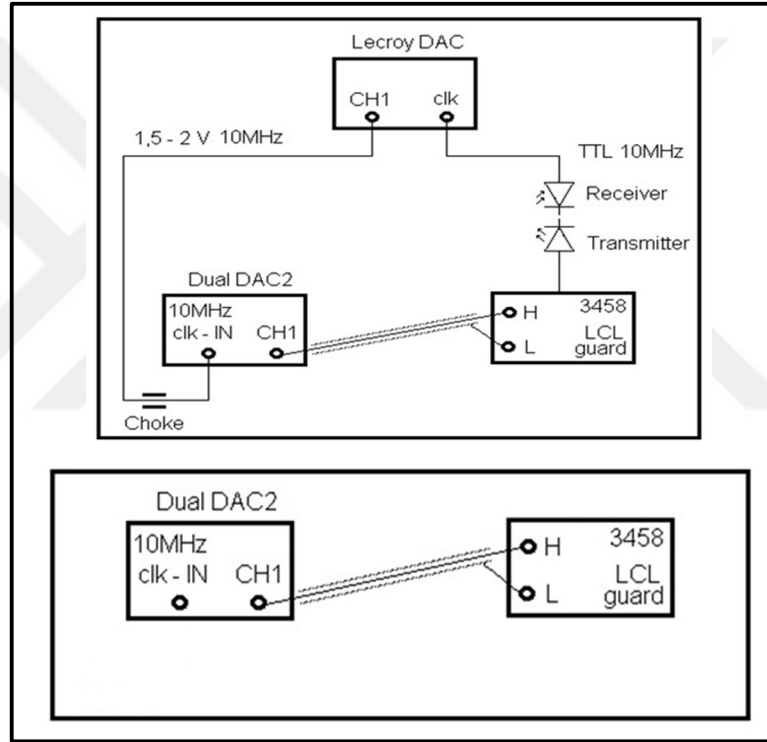 Lecroy DAC
CH1 clk
1,5 - 2 V 10MHz
TTL 10MHz
Receiver
Transmitter
Dual DAC2
10MHz
clk - IN CH1
H 3458
L LCL
guard
Choke
Dual DAC2
10MHz
clk - IN CH1
H 3458
L LCL
guard